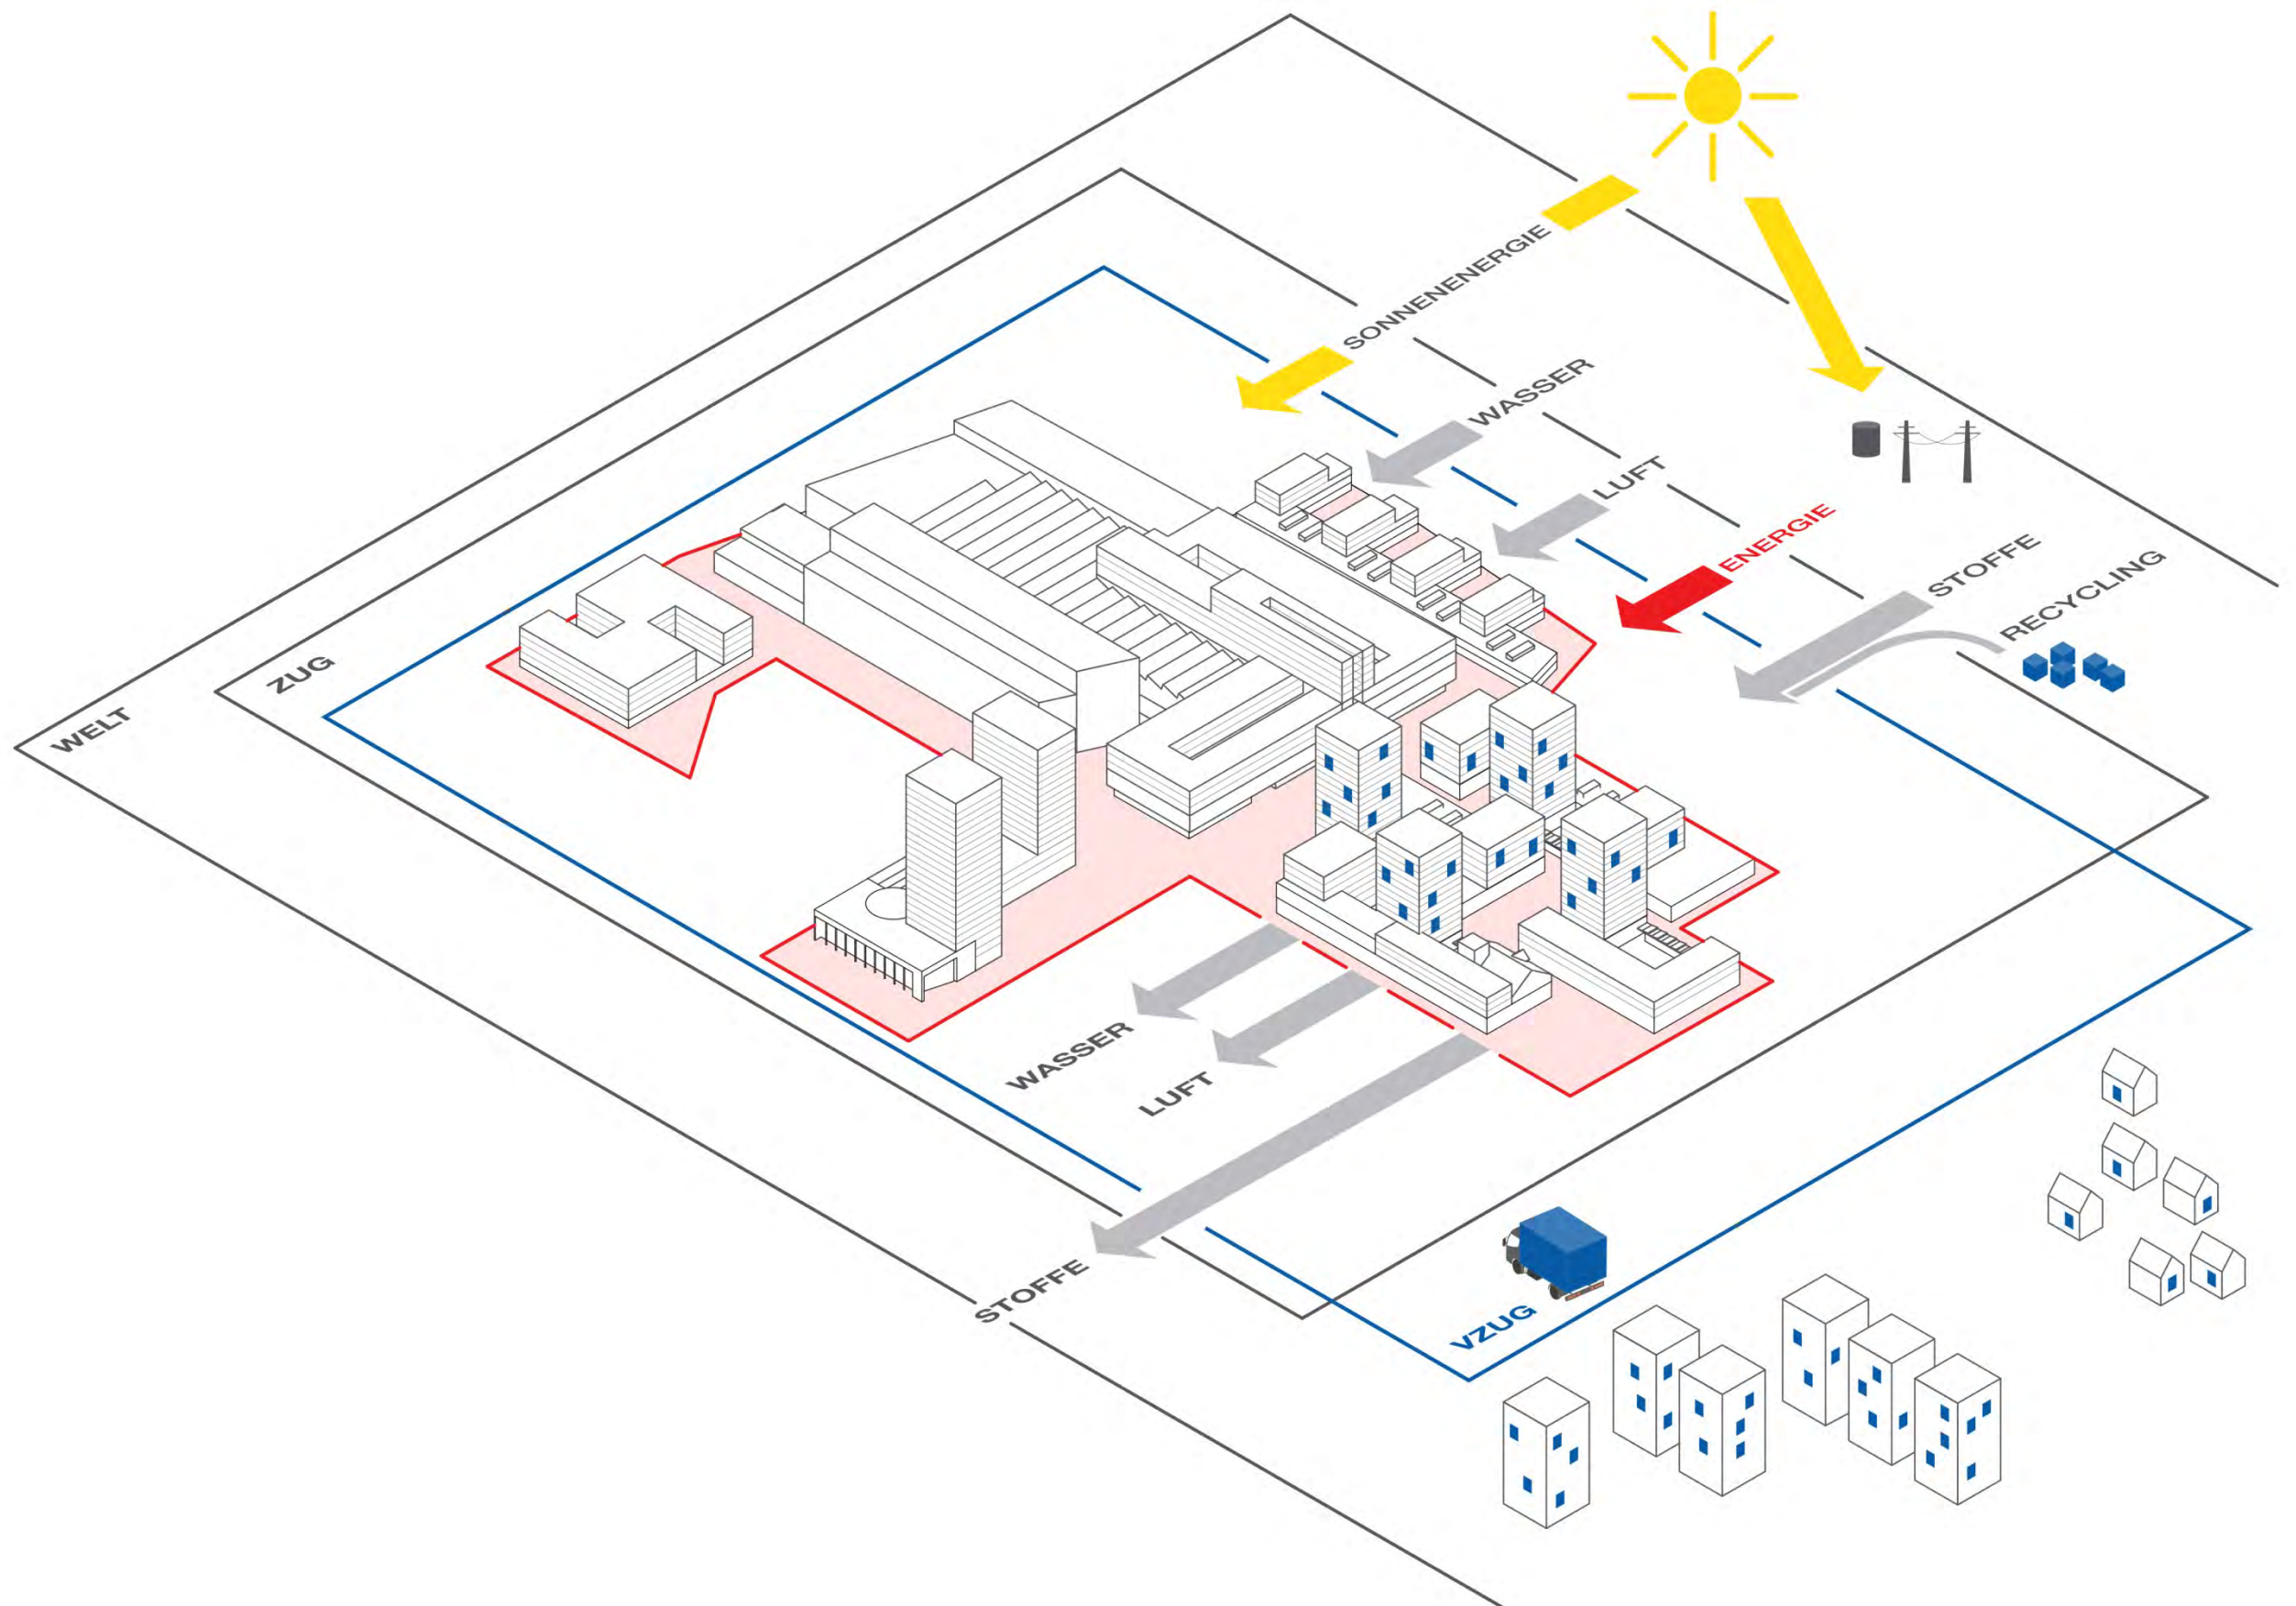 SONNENENERGIE
WASSER
LUFT
ENERGIE
STOFFE
RECYCLING
ZUG
WELT
WASSER
LUFT
STOFFE
VZUG